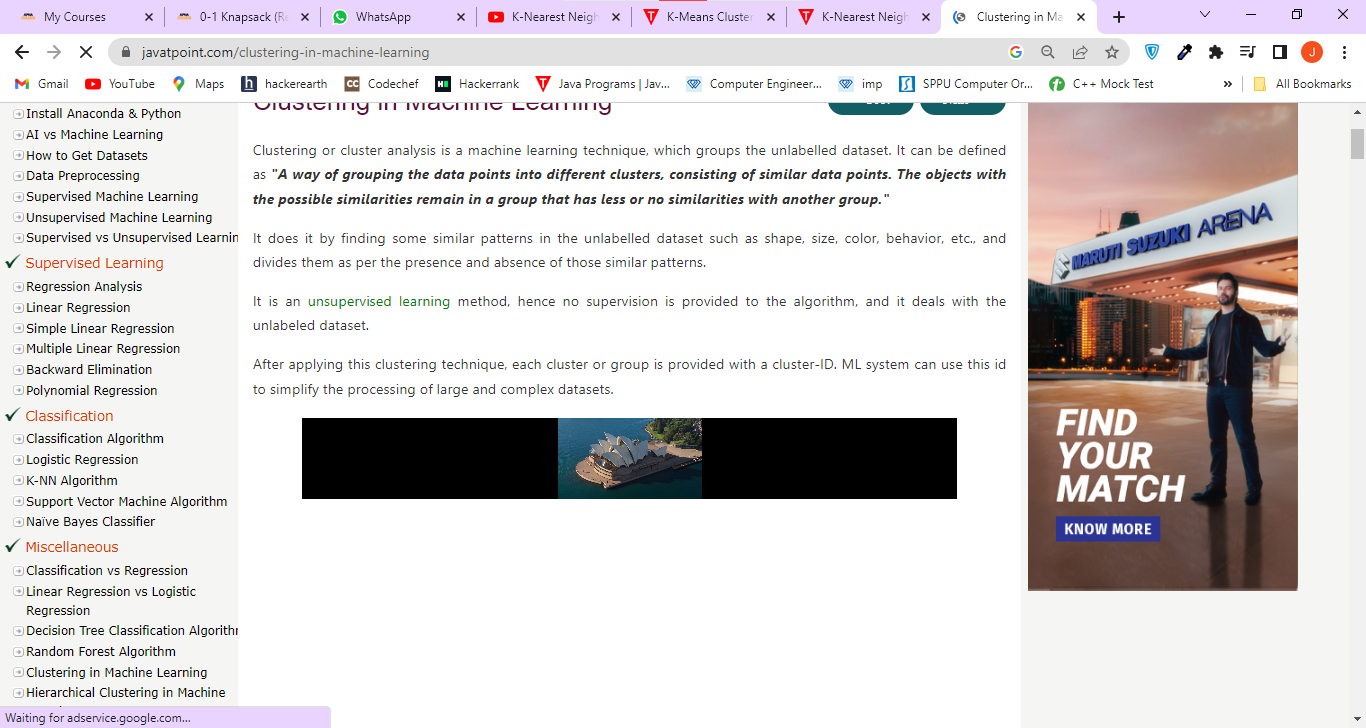 My Courses
0-1 Knapsack (Re
WhatsApp
K-Nearest Neigh
K-Means Cluster
K-Nearest Neigh
Clustering in Ma
javatpoint.com/clustering-in-machine-learning
J
Gmail
YouTube
Maps
hackerearth
Codechef
Hackerrank
Java Programs | Jav...
Computer Engineer...
imp
SPPU Computer Or...
C++ Mock Test
»
All Bookmarks
Install Anaconda & Python
AI vs Machine Learning
How to Get Datasets
Data Preprocessing
Supervised Machine Learning
Unsupervised Machine Learning
Supervised vs Unsupervised Learnin
Supervised Learning
Regression Analysis
Linear Regression
Simple Linear Regression
Multiple Linear Regression
Backward Elimination
Polynomial Regression
Classification
Classification Algorithm
Logistic Regression
K-NN Algorithm
Support Vector Machine Algorithm
Naïve Bayes Classifier
Miscellaneous
Classification vs Regression
Linear Regression vs Logistic
Regression
Decision Tree Classification Algorith
Random Forest Algorithm
Clustering in Machine Learning
Hierarchical Clustering in Machine
Clustering in Machine Learning
Clustering or cluster analysis is a machine learning technique, which groups the unlabelled dataset. It can be defined
as "A way of grouping the data points into different clusters, consisting of similar data points. The objects with
the possible similarities remain in a group that has less or no similarities with another group."
It does it by finding some similar patterns in the unlabelled dataset such as shape, size, color, behavior, etc., and
divides them as per the presence and absence of those similar patterns.
It is an unsupervised learning method, hence no supervision is provided to the algorithm, and it deals with the
unlabeled dataset.
After applying this clustering technique, each cluster or group is provided with a cluster-ID. ML system can use this id
to simplify the processing of large and complex datasets.
MARUTI SUZUKI ARENA
FIND
YOUR
MATCH
KNOW MORE
Waiting for adservice.google.com...